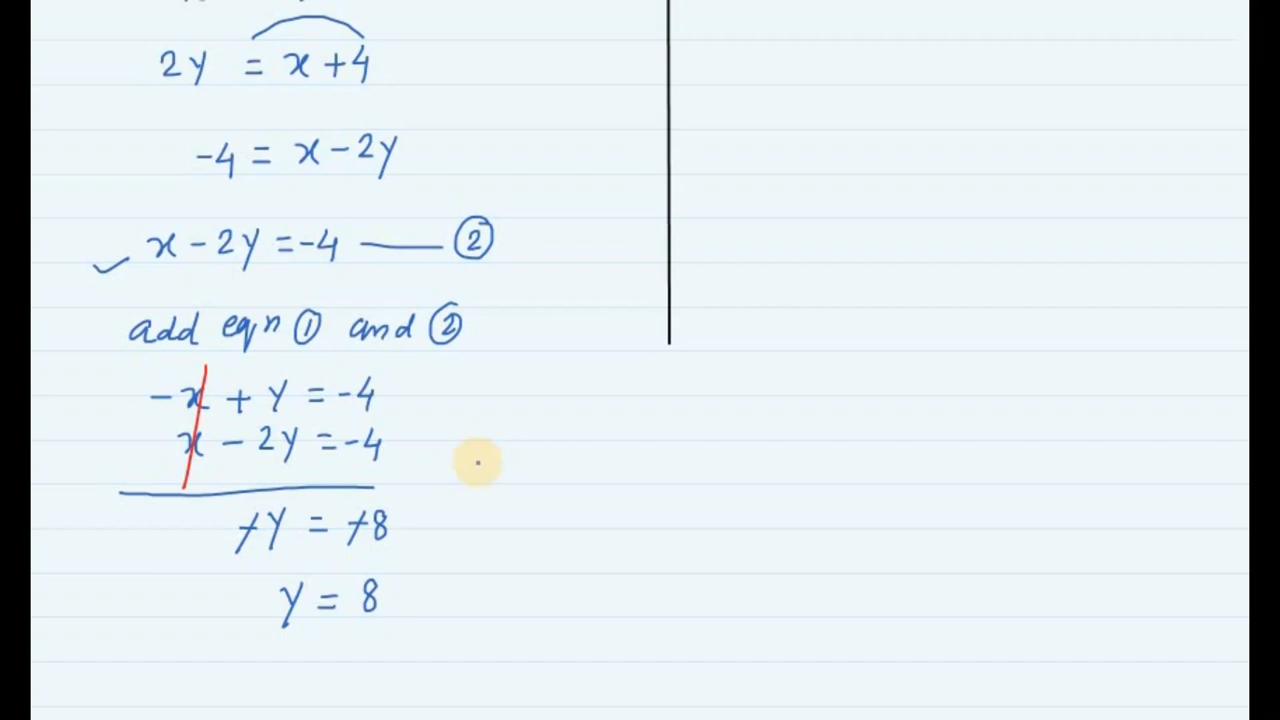 2y = x + 4
-4 = x - 2y
✓ x - 2y = -4 —— ②
add eqn ① and ②
-x + y = -4
x - 2y = -4
-y = -8
y = 8